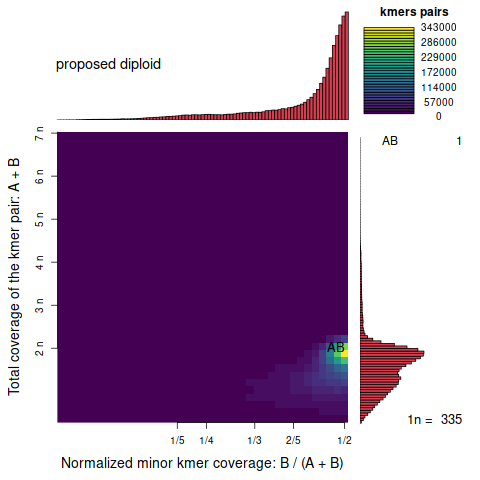 kmers pairs
343000
286000
229000
172000
114000
57000
0
proposed diploid
AB 1
7 n
6 n
5 n
4 n
3 n
2 n
Total coverage of the kmer pair: A + B
AB
1n = 335
1/5 1/4 1/3 2/5 1/2
Normalized minor kmer coverage: B / (A + B)